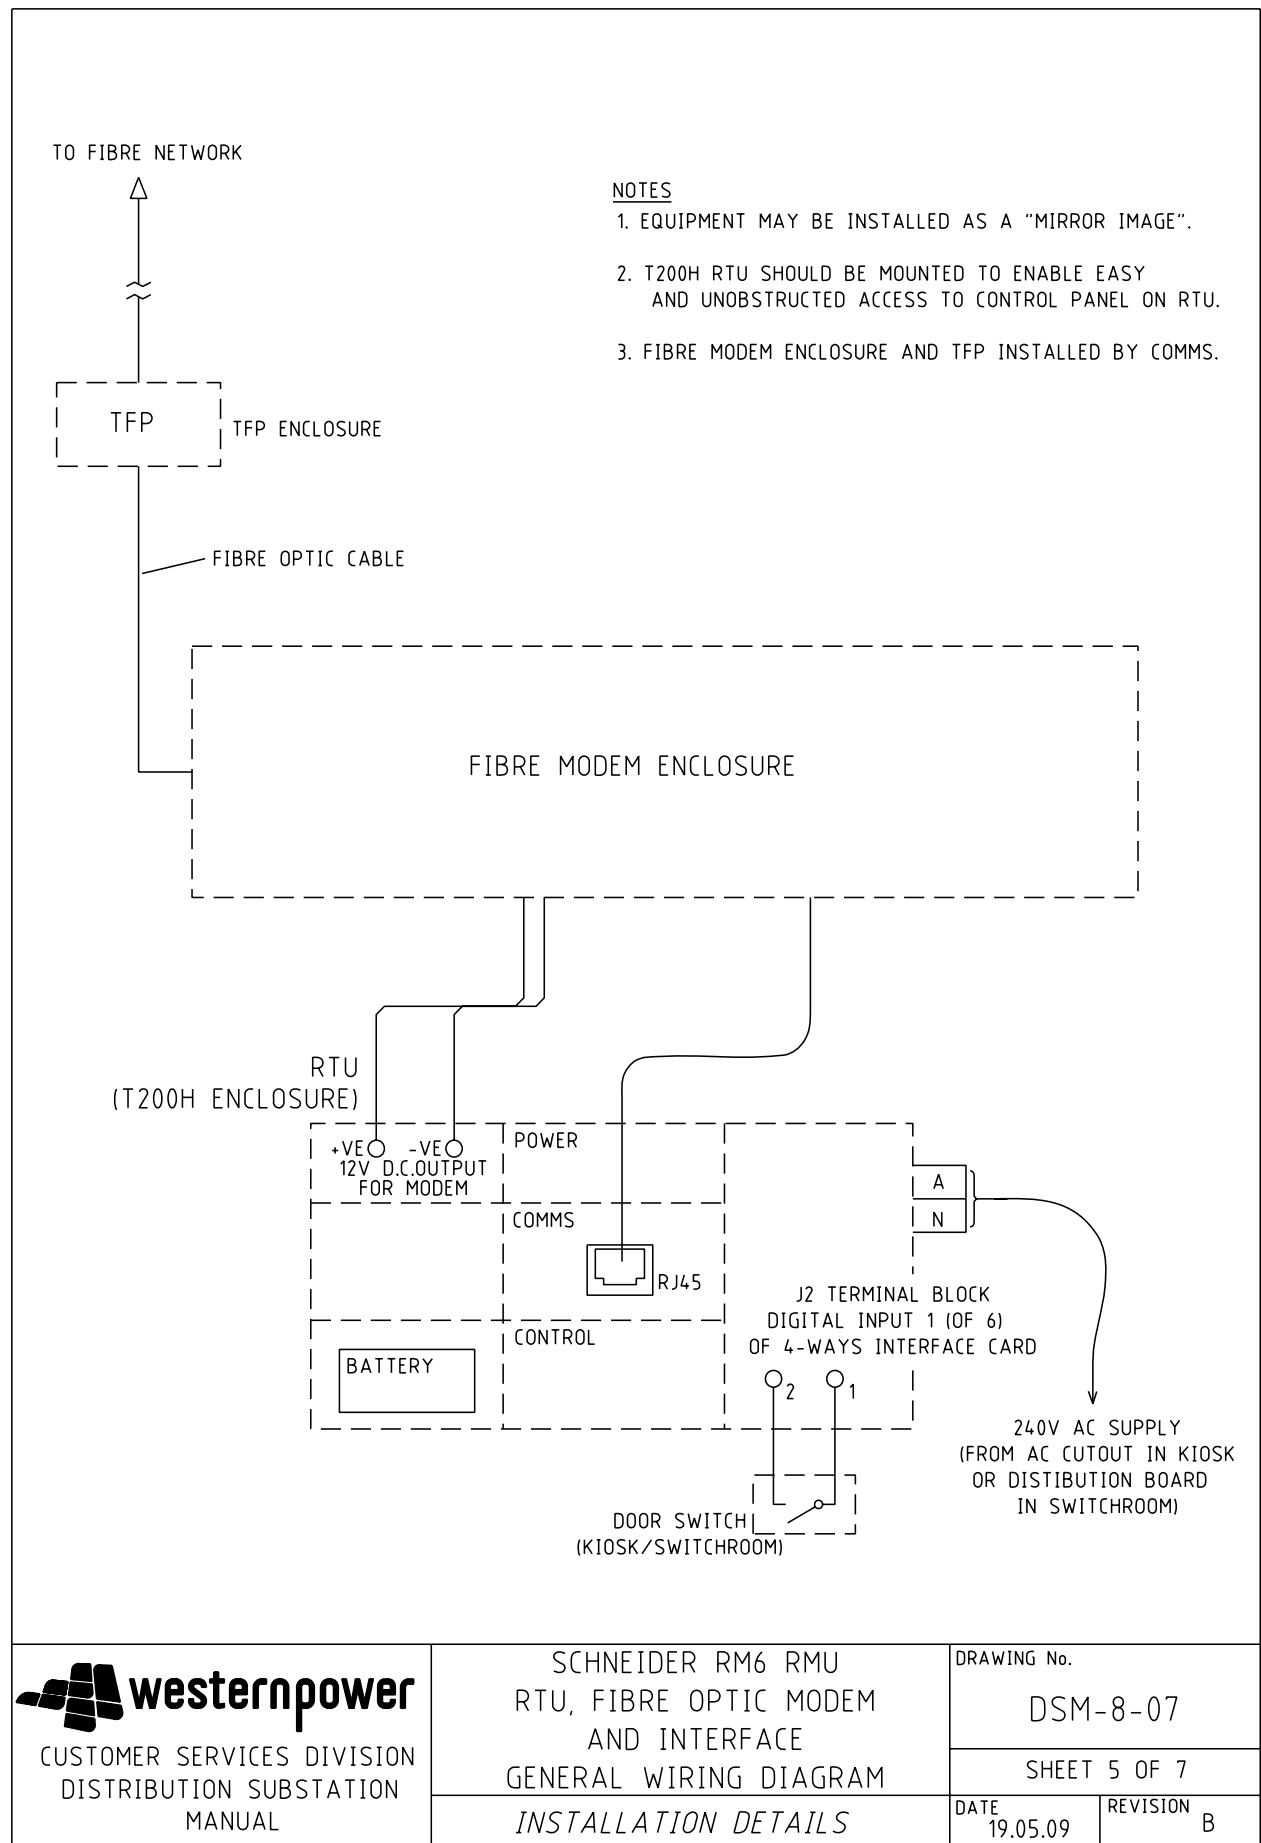 TO FIBRE NETWORK
NOTES
1. EQUIPMENT MAY BE INSTALLED AS A "MIRROR IMAGE".
2. T200H RTU SHOULD BE MOUNTED TO ENABLE EASY
AND UNOBSTRUCTED ACCESS TO CONTROL PANEL ON RTU.
3. FIBRE MODEM ENCLOSURE AND TFP INSTALLED BY COMMS.
TFP
TFP ENCLOSURE
FIBRE OPTIC CABLE
FIBRE MODEM ENCLOSURE
RTU
(T200H ENCLOSURE)
+VE
-VE
12V D.C.OUTPUT
FOR MODEM
POWER
COMMS
RJ45
CONTROL
BATTERY
A
N
J2 TERMINAL BLOCK
DIGITAL INPUT 1 (OF 6)
OF 4-WAYS INTERFACE CARD
2
1
240V AC SUPPLY
(FROM AC CUTOUT IN KIOSK
OR DISTIBUTION BOARD
IN SWITCHROOM)
DOOR SWITCH
(KIOSK/SWITCHROOM)
westernpower
CUSTOMER SERVICES DIVISION
DISTRIBUTION SUBSTATION
MANUAL
SCHNEIDER RM6 RMU
RTU, FIBRE OPTIC MODEM
AND INTERFACE
GENERAL WIRING DIAGRAM
INSTALLATION DETAILS
DRAWING No.
DSM-8-07
SHEET 5 OF 7
DATE
19.05.09
REVISION
B